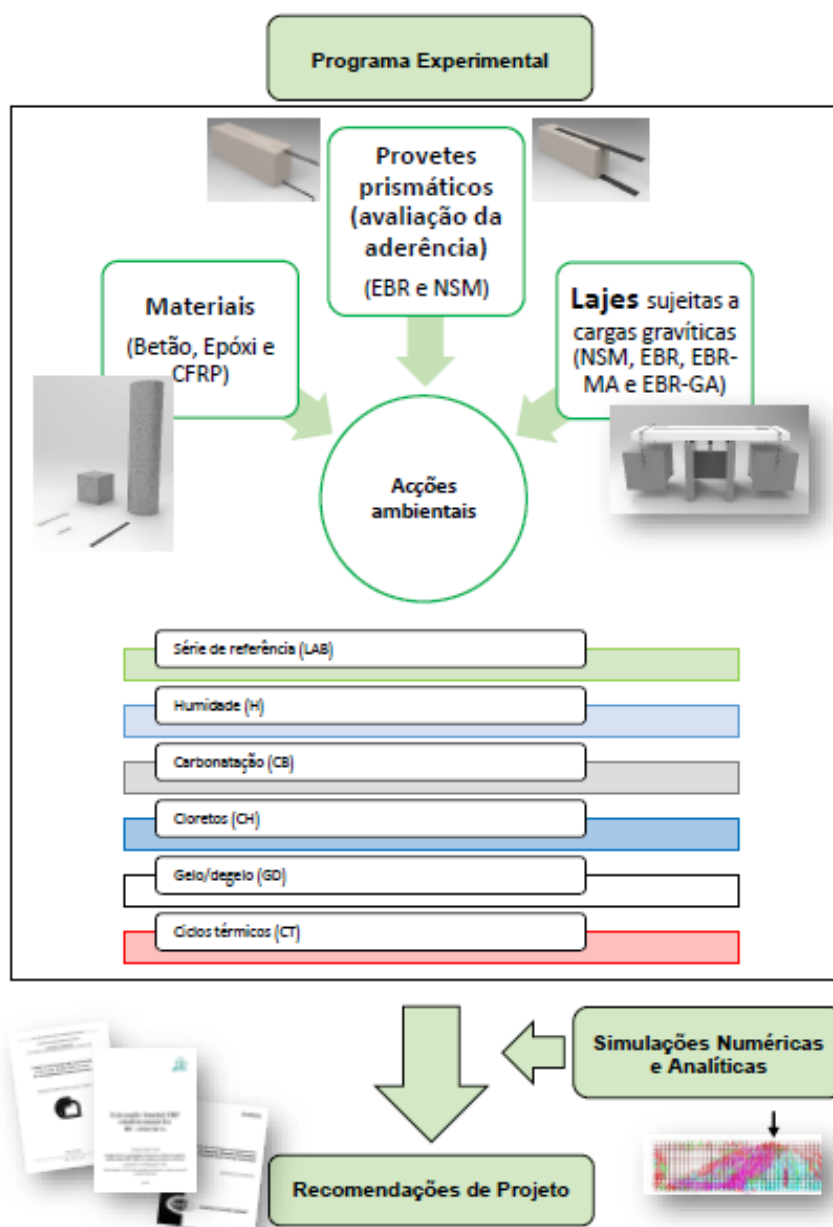 Programa Experimental
Provetes
prismáticos
(avaliação da
aderência)
(EBR e NSM)
Materiais
(Betão, Epóxi e
CFRP)
Lajes sujeitas a
cargas gravíticas
(NSM, EBR, EBR-
MA e EBR-GA)
Acções
ambientais
Série de referência (LAB)
Humidade (H)
Carbonatação (CB)
Cloretos (CH)
Gelo/degelo (GD)
Ciclos térmicos (CT)
Simulações Numéricas
e Analíticas
Recomendações de Projeto